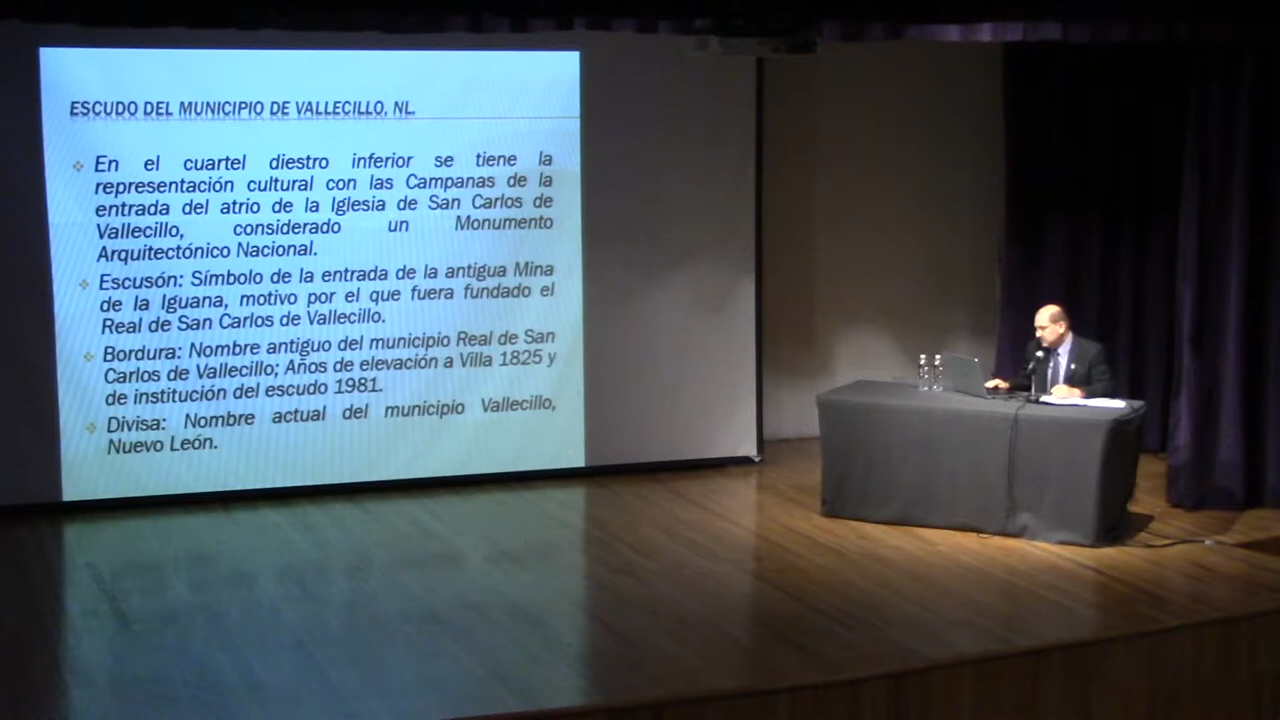 ESCUDO DEL MUNICIPIO DE VALLECILLO, NL.
En el cuartel diestro inferior se tiene la
representación cultural con las Campanas de la
entrada del atrio de la Iglesia de San Carlos de
Vallecillo, considerado un Monumento
Arquitectónico Nacional.
Escusón: Símbolo de la entrada de la antigua Mina
de la Iguana, motivo por el que fuera fundado el
Real de San Carlos de Vallecillo.
Bordura: Nombre antiguo del municipio Real de San
Carlos de Vallecillo; Años de elevación a Villa 1825 y
de institución del escudo 1981.
Divisa: Nombre actual del municipio Vallecillo,
Nuevo León.